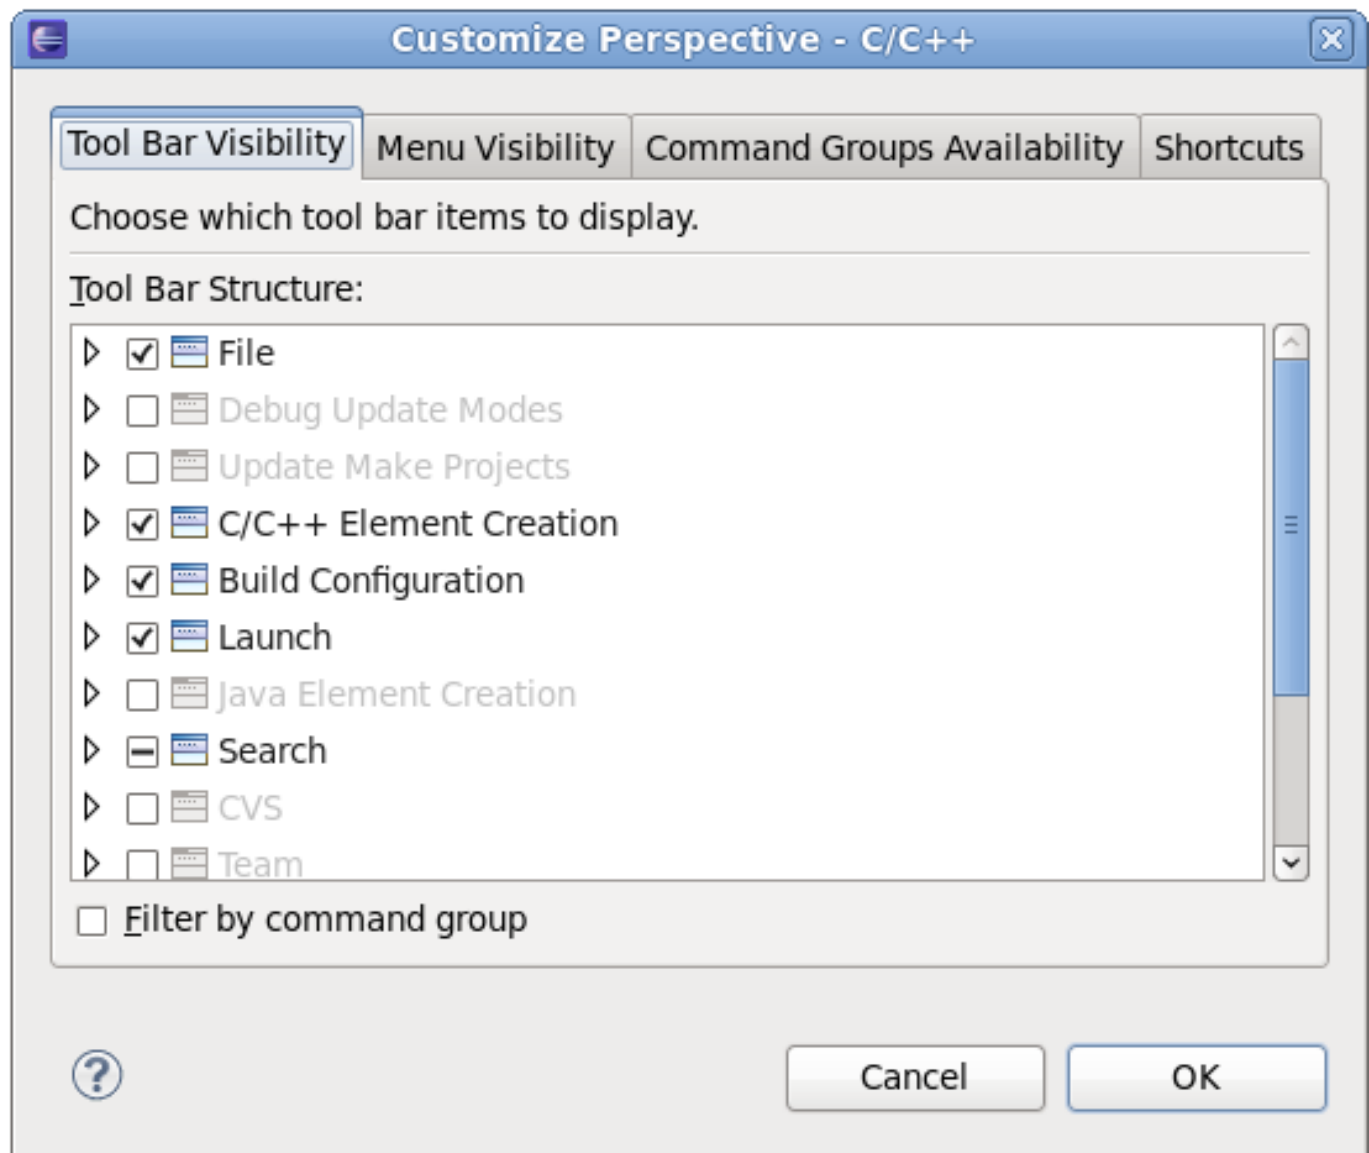 Customize Perspective - C/C++
Tool Bar Visibility Menu Visibility Command Groups Availability Shortcuts
Choose which tool bar items to display.
Tool Bar Structure:
File
Debug Update Modes
Update Make Projects
C/C++ Element Creation
Build Configuration
Launch
Java Element Creation
Search
CVS
Team
Filter by command group
? Cancel OK